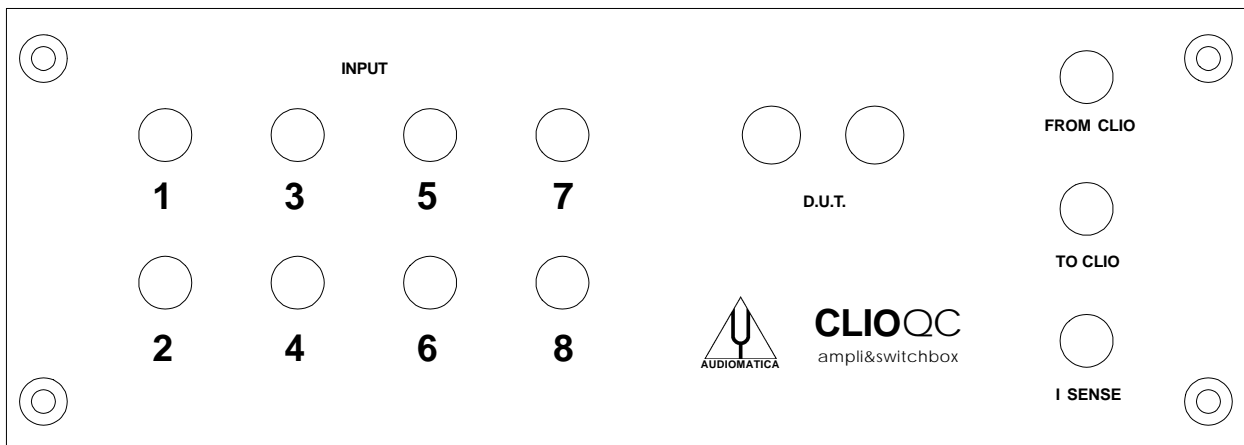 INPUT
1 3 5 7
2 4 6 8
D.U.T.
FROM CLIO
TO CLIO
I SENSE
AUDIOMATICA
CLIOQC
ampli&switchbox